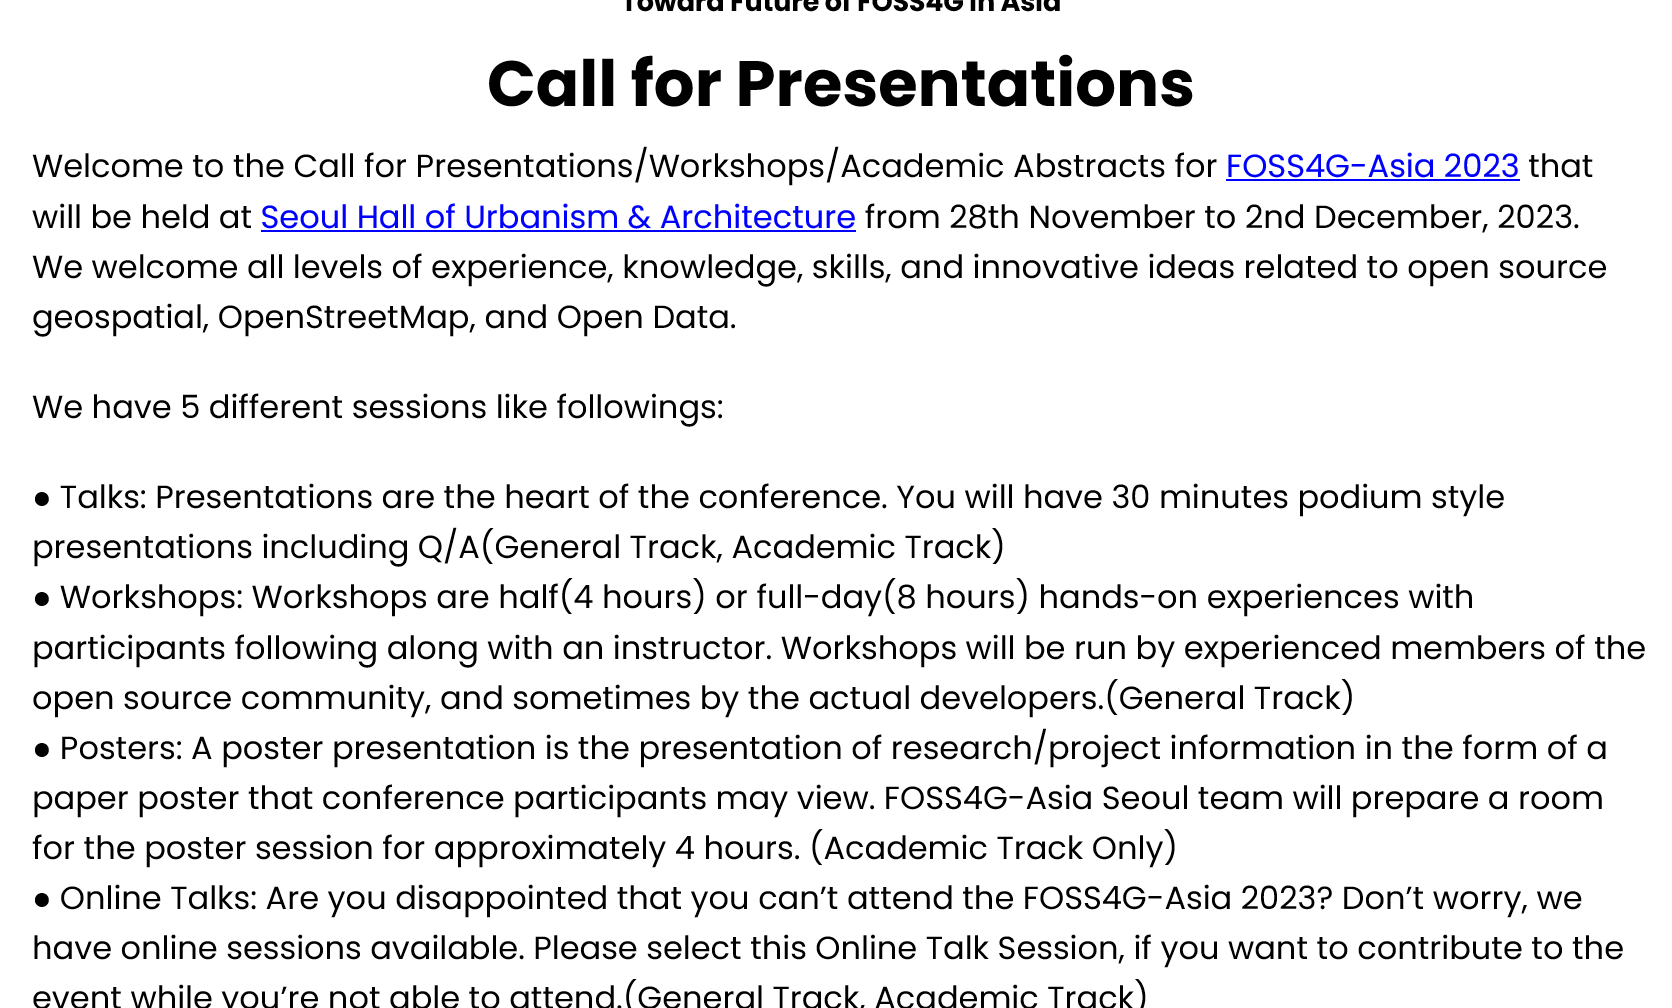 Toward Future of FOSS4G in Asia
Call for Presentations
Welcome to the Call for Presentations/Workshops/Academic Abstracts for FOSS4G-Asia 2023 that
will be held at Seoul Hall of Urbanism & Architecture from 28th November to 2nd December, 2023.
We welcome all levels of experience, knowledge, skills, and innovative ideas related to open source
geospatial, OpenStreetMap, and Open Data.
We have 5 different sessions like followings:
● Talks: Presentations are the heart of the conference. You will have 30 minutes podium style
presentations including Q/A(General Track, Academic Track)
● Workshops: Workshops are half(4 hours) or full-day(8 hours) hands-on experiences with
participants following along with an instructor. Workshops will be run by experienced members of the
open source community, and sometimes by the actual developers.(General Track)
● Posters: A poster presentation is the presentation of research/project information in the form of a
paper poster that conference participants may view. FOSS4G-Asia Seoul team will prepare a room
for the poster session for approximately 4 hours. (Academic Track Only)
● Online Talks: Are you disappointed that you can’t attend the FOSS4G-Asia 2023? Don’t worry, we
have online sessions available. Please select this Online Talk Session, if you want to contribute to the
event while you’re not able to attend.(General Track, Academic Track)